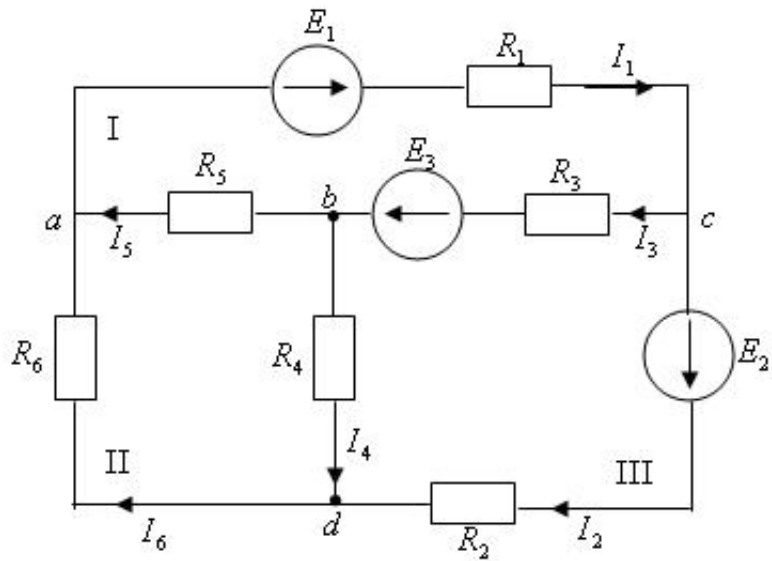 E₁
R₁
I₁
I
R₅
b
E₃
R₃
a
I₅
I₃
c
R₆
R₄
E₂
II
I₄
III
I₆
d
R₂
I₂